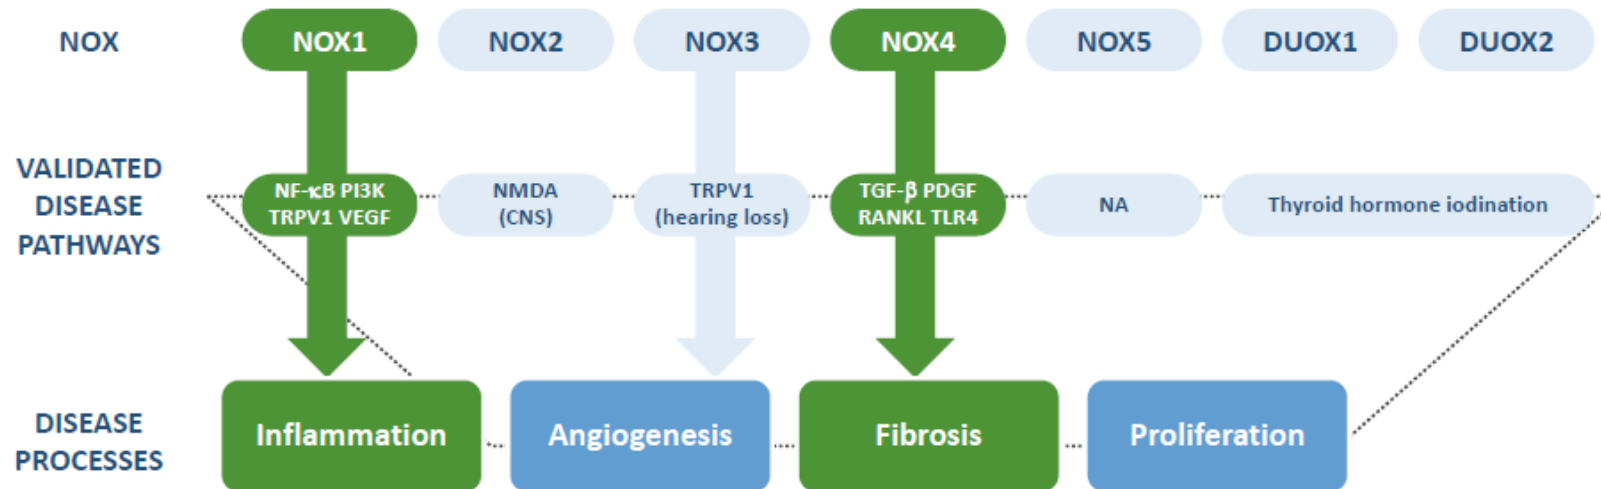 NOX
NOX1
NOX2
NOX3
NOX4
NOX5
DUOX1
DUOX2
VALIDATED
DISEASE
PATHWAYS
NF-κB PI3K
TRPV1 VEGF
NMDA
(CNS)
TRPV1
(hearing loss)
TGF-β PDGF
RANKL TLR4
NA
Thyroid hormone iodination
DISEASE
PROCESSES
Inflammation
Angiogenesis
Fibrosis
Proliferation